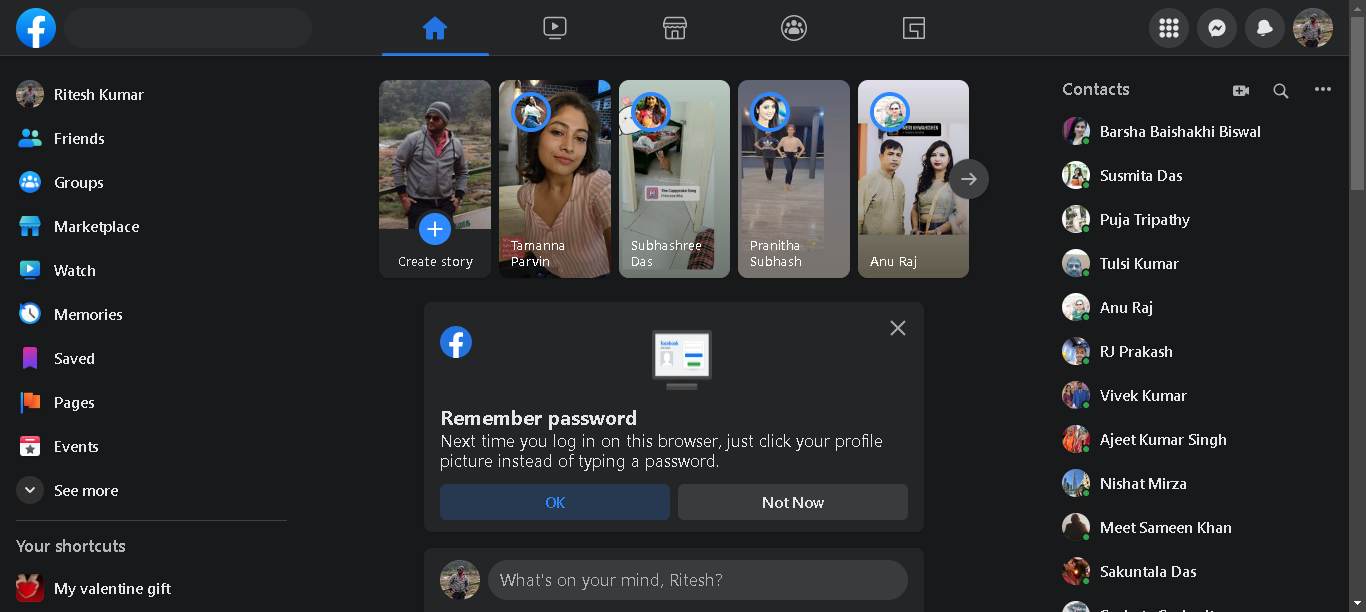 Ritesh Kumar
Friends
Groups
Marketplace
Watch
Memories
Saved
Pages
Events
See more
Your shortcuts
My valentine gift
Create story
Tamanna
Parvin
Subhashree
Das
Pranitha
Subhash
Anu Raj
Remember password
Next time you log in on this browser, just click your profile
picture instead of typing a password.
OK
Not Now
What's on your mind, Ritesh?
Contacts
Barsha Baishakhi Biswal
Susmita Das
Puja Tripathy
Tulsi Kumar
Anu Raj
RJ Prakash
Vivek Kumar
Ajeet Kumar Singh
Nishat Mirza
Meet Sameen Khan
Sakuntala Das